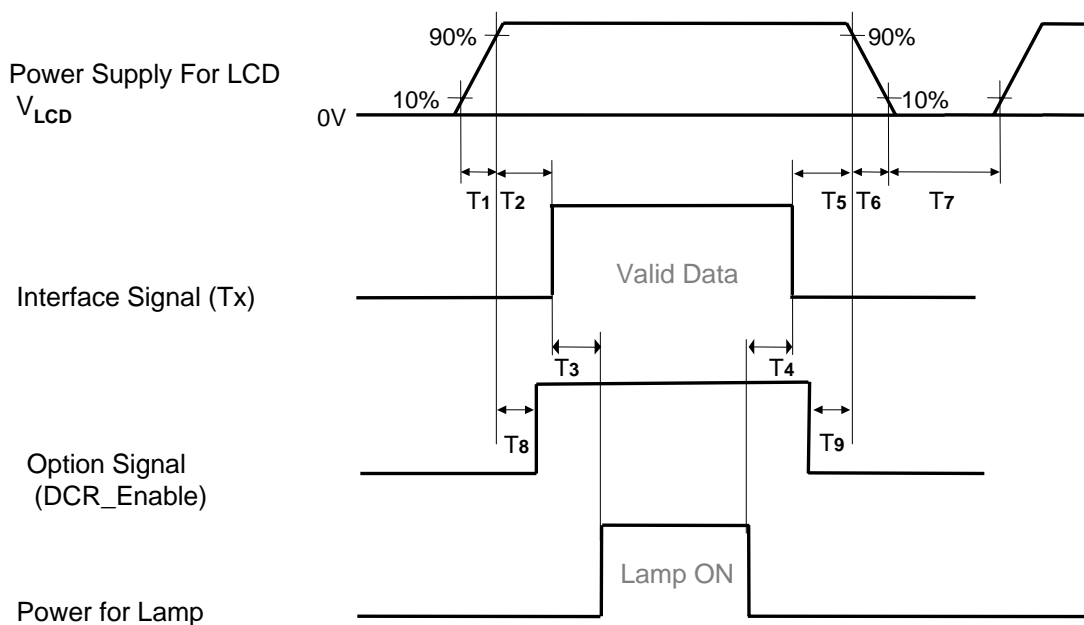 90%
90%
Power Supply For LCD
10%
10%
VLCD
0V
T1
T2
T5
T6
T7
Valid Data
Interface Signal (Tx)
T3
T4
T8
T9
Option Signal
(DCR_Enable)
Lamp ON
Power for Lamp